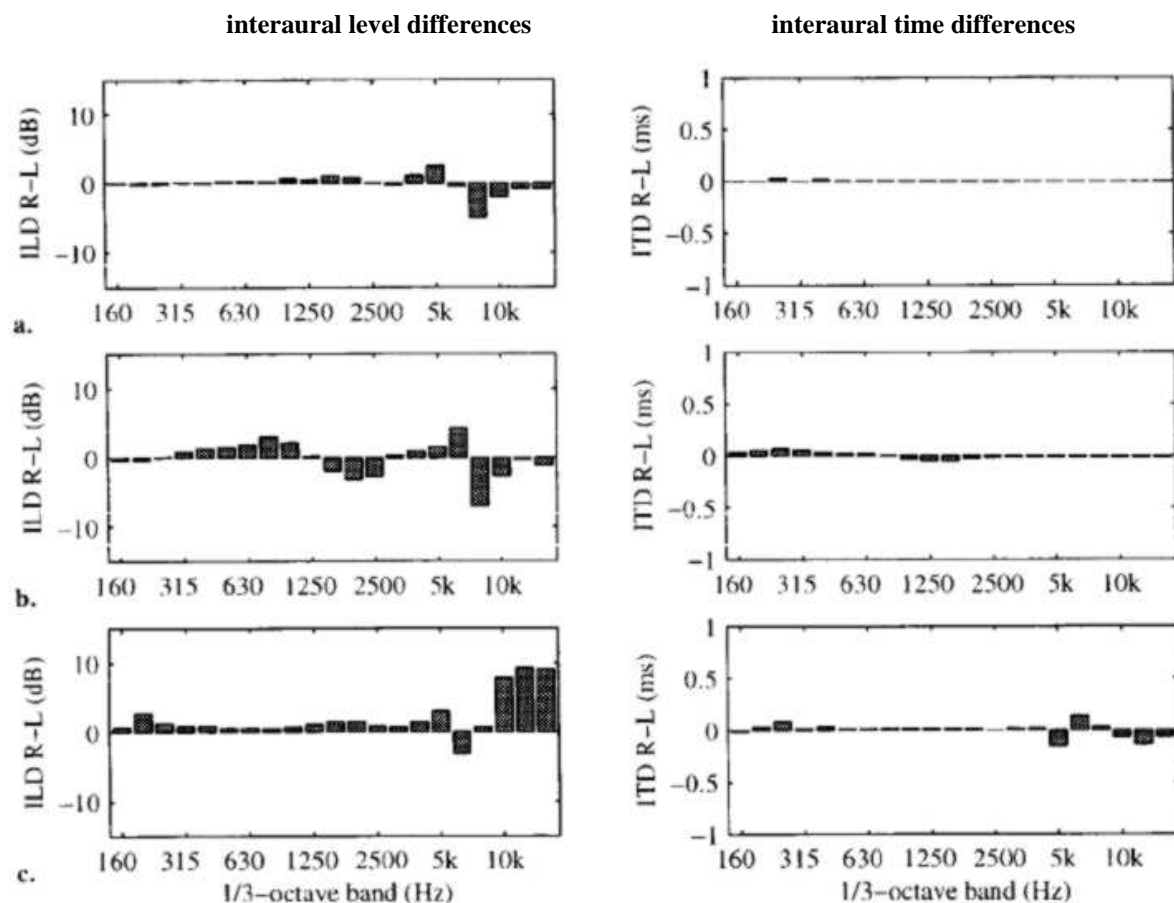 interaural level differences interaural time differences
ILD R−L (dB)
10
0
−10
160 315 630 1250 2500 5k 10k
ITD R−L (ms)
1
0.5
0
−0.5
−1
160 315 630 1250 2500 5k 10k
a.
ILD R−L (dB)
10
0
−10
160 315 630 1250 2500 5k 10k
ITD R−L (ms)
1
0.5
0
−0.5
−1
160 315 630 1250 2500 5k 10k
b.
ILD R−L (dB)
10
0
−10
160 315 630 1250 2500 5k 10k
1/3−octave band (Hz)
ITD R−L (ms)
1
0.5
0
−0.5
−1
160 315 630 1250 2500 5k 10k
1/3−octave band (Hz)
c.